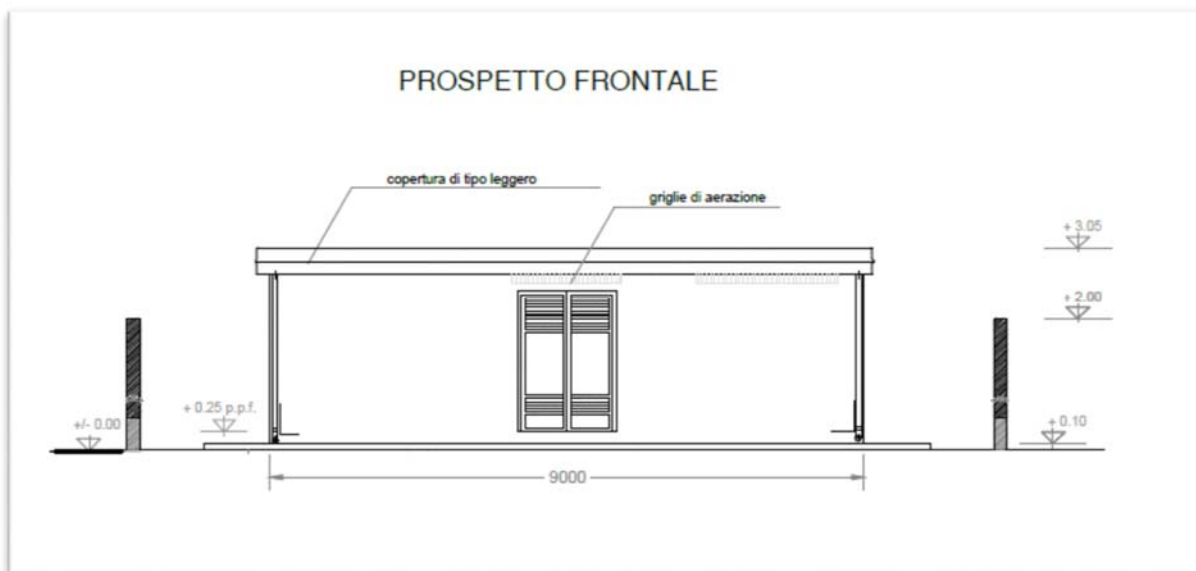 PROSPETTO FRONTALE
copertura di tipo leggero
griglie di aerazione
+ 3.05
+ 2.00
+/- 0.00
+ 0.25 p.p.f.
+ 0.10
9000